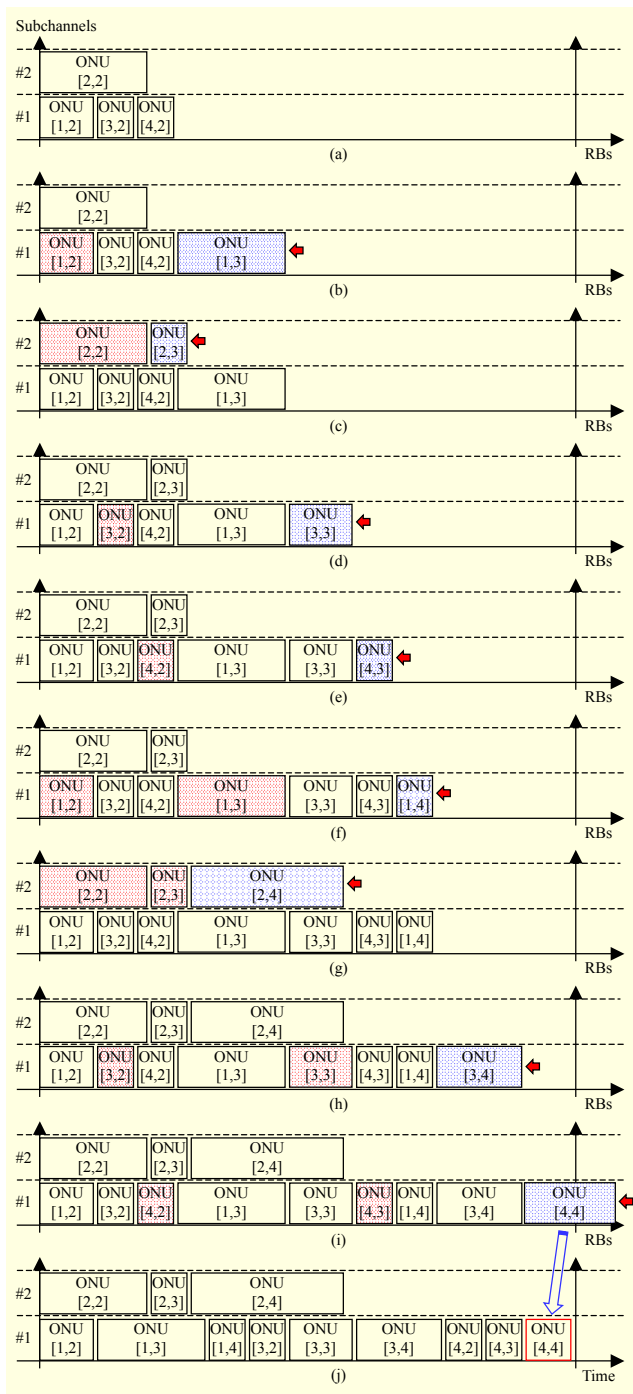 Subchannels
#2
ONU
[2,2]
#1
ONU ONU ONU
[1,2] [3,2] [4,2]
(a)
RBs
#2
ONU
[2,2]
#1
ONU ONU ONU ONU
[1,2] [3,2] [4,2] [1,3]
(b)
RBs
#2
ONU ONU
[2,2] [2,3]
#1
ONU ONU ONU ONU
[1,2] [3,2] [4,2] [1,3]
(c)
RBs
#2
ONU ONU
[2,2] [2,3]
#1
ONU ONU ONU ONU ONU
[1,2] [3,2] [4,2] [1,3] [3,3]
(d)
RBs
#2
ONU ONU
[2,2] [2,3]
#1
ONU ONU ONU ONU ONU ONU
[1,2] [3,2] [4,2] [1,3] [3,3] [4,3]
(e)
RBs
#2
ONU ONU
[2,2] [2,3]
#1
ONU ONU ONU ONU ONU ONU ONU
[1,2] [3,2] [4,2] [1,3] [3,3] [4,3] [1,4]
(f)
RBs
#2
ONU ONU ONU
[2,2] [2,3] [2,4]
#1
ONU ONU ONU ONU ONU ONU ONU
[1,2] [3,2] [4,2] [1,3] [3,3] [4,3] [1,4]
(g)
RBs
#2
ONU ONU ONU
[2,2] [2,3] [2,4]
#1
ONU ONU ONU ONU ONU ONU ONU ONU
[1,2] [3,2] [4,2] [1,3] [3,3] [4,3] [1,4] [3,4]
(h)
RBs
#2
ONU ONU ONU
[2,2] [2,3] [2,4]
#1
ONU ONU ONU ONU ONU ONU ONU ONU ONU
[1,2] [3,2] [4,2] [1,3] [3,3] [4,3] [1,4] [3,4] [4,4]
(i)
RBs
#2
ONU ONU ONU
[2,2] [2,3] [2,4]
#1
ONU ONU ONU ONU ONU ONU ONU ONU ONU
[1,2] [1,3] [1,4] [3,2] [3,3] [3,4] [4,2] [4,3] [4,4]
(j)
Time